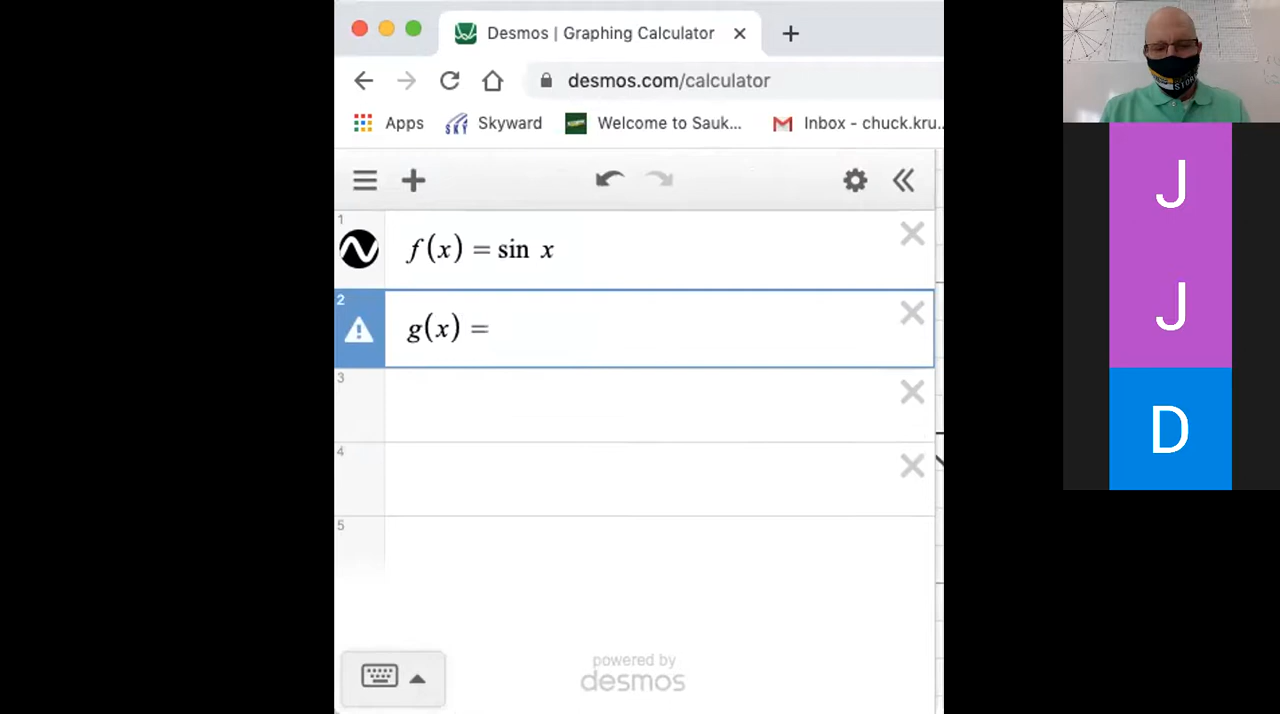 Desmos | Graphing Calculator
desmos.com/calculator
Apps
SKY
Skyward
Welcome to Sauk...
Inbox - chuck.kru...
1
f(x) = sin x
2
g(x) =
3
4
5
powered by
desmos
J
J
D